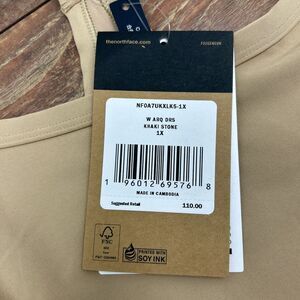 thenorthface.com
NF0A7UKXLK5-1X
W ARQ DRS
KHAKI STONE
1X
1 96012 69576 8
MADE IN CAMBODIA
Suggested Retail 110.00
FSC
PRINTED WITH
SOY INK